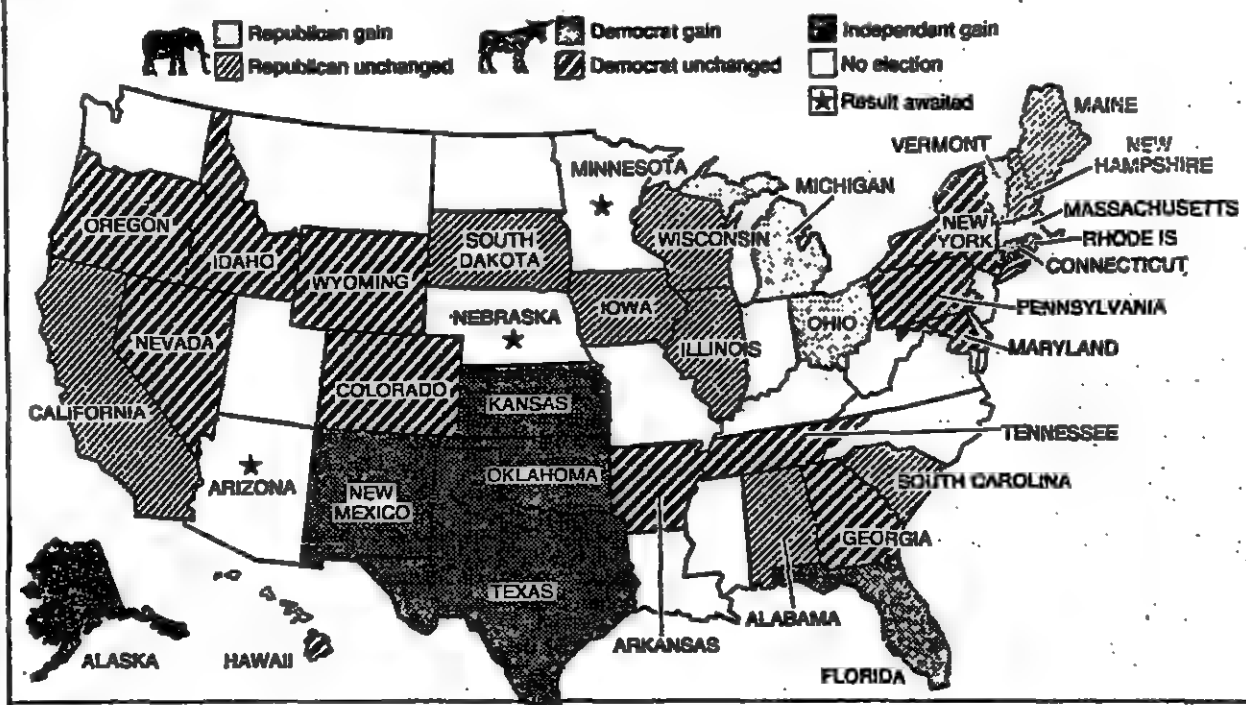 Republican gain
Republican unchanged
Democrat gain
Democrat unchanged
Independant gain
No election
Result awaited
MAINE
VERMONT
NEW
HAMPSHIRE
MINNESOTA
MICHIGAN
MASSACHUSETTS
OREGON
SOUTH
DAKOTA
WISCONSIN
NEW
YORK
RHODE IS
IDAHO
CONNECTICUT
WYOMING
PENNSYLVANIA
NEBRASKA
IOWA
OHIO
NEVADA
ILLINOIS
MARYLAND
COLORADO
KANSAS
CALIFORNIA
TENNESSEE
OKLAHOMA
ARIZONA
NEW
MEXICO
SOUTH CAROLINA
GEORGIA
TEXAS
ALABAMA
ARKANSAS
ALASKA
HAWAII
FLORIDA